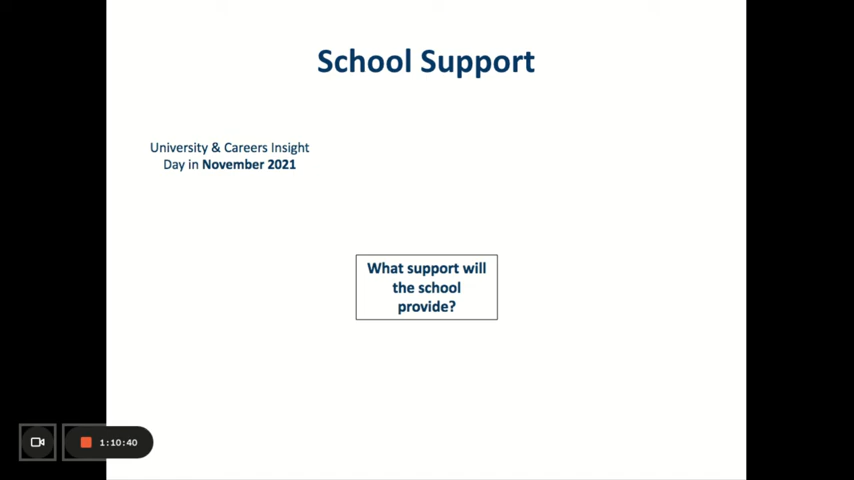 School Support
University & Careers Insight
Day in November 2021
What support will
the school
provide?
1:10:40